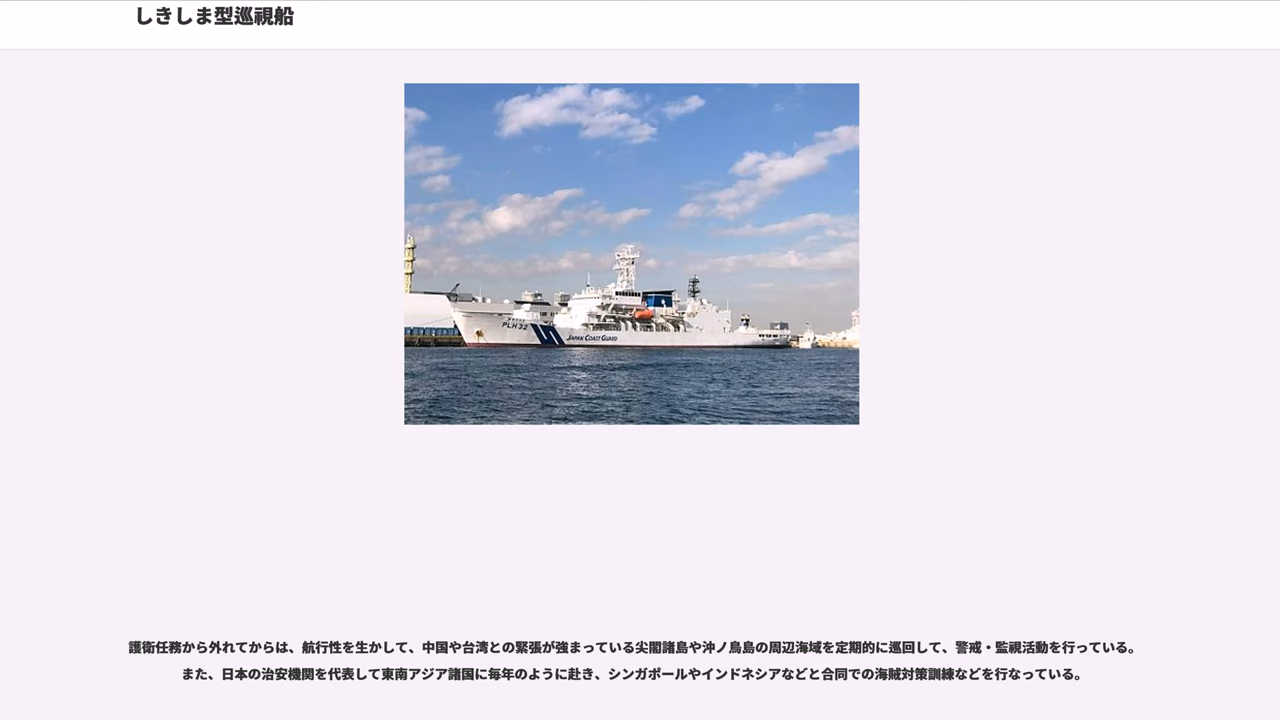 しきしま型巡視船
PLH 32
JAPAN COAST GUARD
護衛任務から外れてからは、航行性を生かして、中国や台湾との緊張が強まっている尖閣諸島や沖ノ鳥島の周辺海域を定期的に巡回して、警戒・監視活動を行っている。
また、日本の治安機関を代表して東南アジア諸国に毎年のように赴き、シンガポールやインドネシアなどと合同での海賊対策訓練などを行なっている。